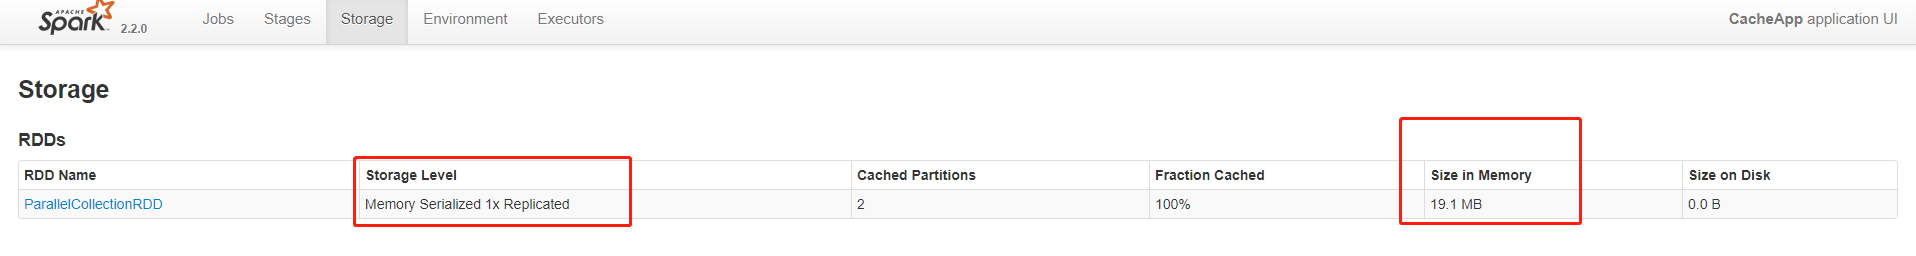 APACHE
Spark 2.2.0 Jobs Stages Storage Environment Executors CacheApp application UI
Storage
RDDs
RDD Name Storage Level Cached Partitions Fraction Cached Size in Memory Size on Disk
ParallelCollectionRDD Memory Serialized 1x Replicated 2 100% 19.1 MB 0.0 B